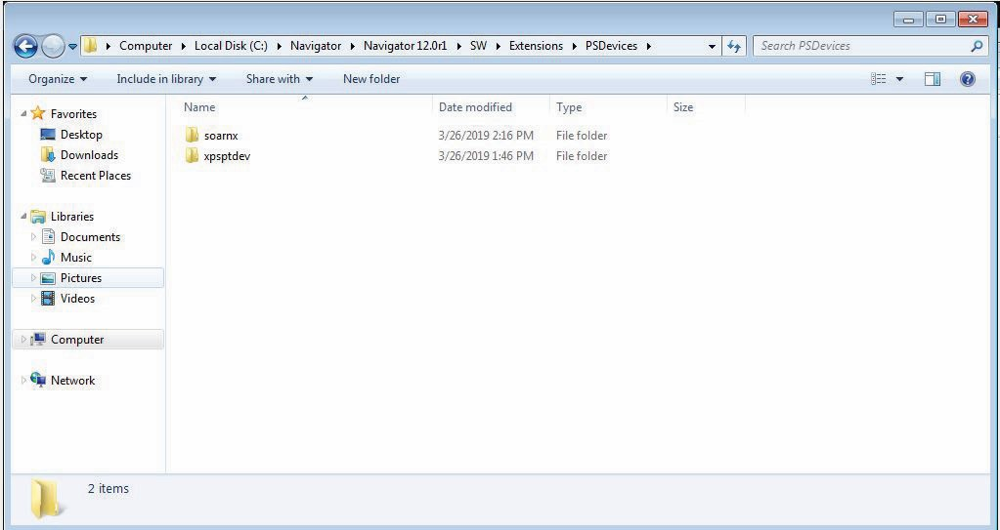 Computer Local Disk (C:) Navigator Navigator 12.0r1 SW Extensions PSDevices Search PSDevices
Organize Include in library Share with New folder
Favorites
Desktop
Downloads
Recent Places
Libraries
Documents
Music
Pictures
Videos
Computer
Network
Name Date modified Type Size
soarnx 3/26/2019 2:16 PM File folder
xpsptdev 3/26/2019 1:46 PM File folder
2 items